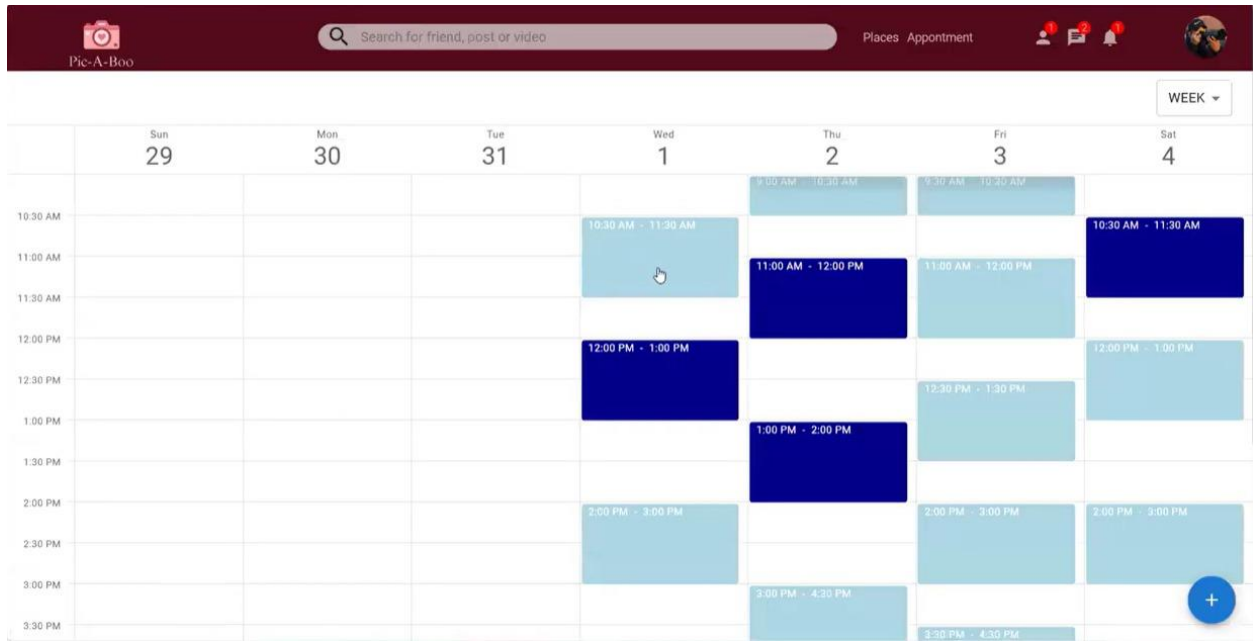 Pic-A-Boo
Search for friend, post or video
Places Appontment
1
2
1
WEEK
Sun
29
Mon
30
Tue
31
Wed
1
Thu
2
Fri
3
Sat
4
9:00 AM - 10:30 AM
9:30 AM - 10:30 AM
10:30 AM
10:30 AM - 11:30 AM
10:30 AM - 11:30 AM
11:00 AM
11:00 AM - 12:00 PM
11:00 AM - 12:00 PM
11:30 AM
12:00 PM
12:00 PM - 1:00 PM
12:00 PM - 1:00 PM
12:30 PM
12:30 PM - 1:30 PM
1:00 PM
1:00 PM - 2:00 PM
1:30 PM
2:00 PM
2:00 PM - 3:00 PM
2:00 PM - 3:00 PM
2:00 PM - 3:00 PM
2:30 PM
3:00 PM
3:00 PM - 4:30 PM
+
3:30 PM
3:30 PM - 4:30 PM